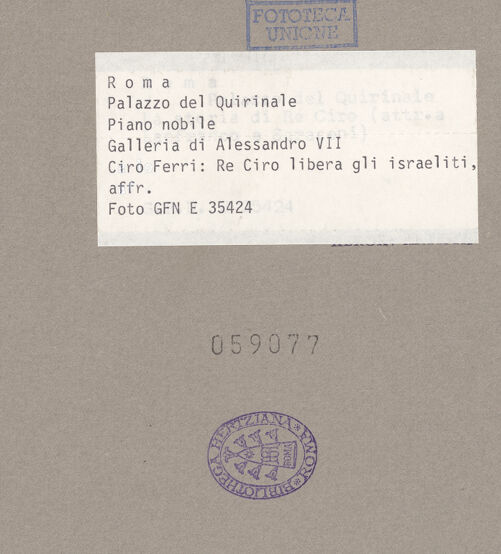 FOTOTECA
UNIONE
Roma
Palazzo del Quirinale
Piano nobile
Galleria di Alessandro VII
Ciro Ferri: Re Ciro libera gli israeliti,
affr.
Foto GFN E 35424
059077
BIBLIOTHECA HERTZIANA * ROMA *